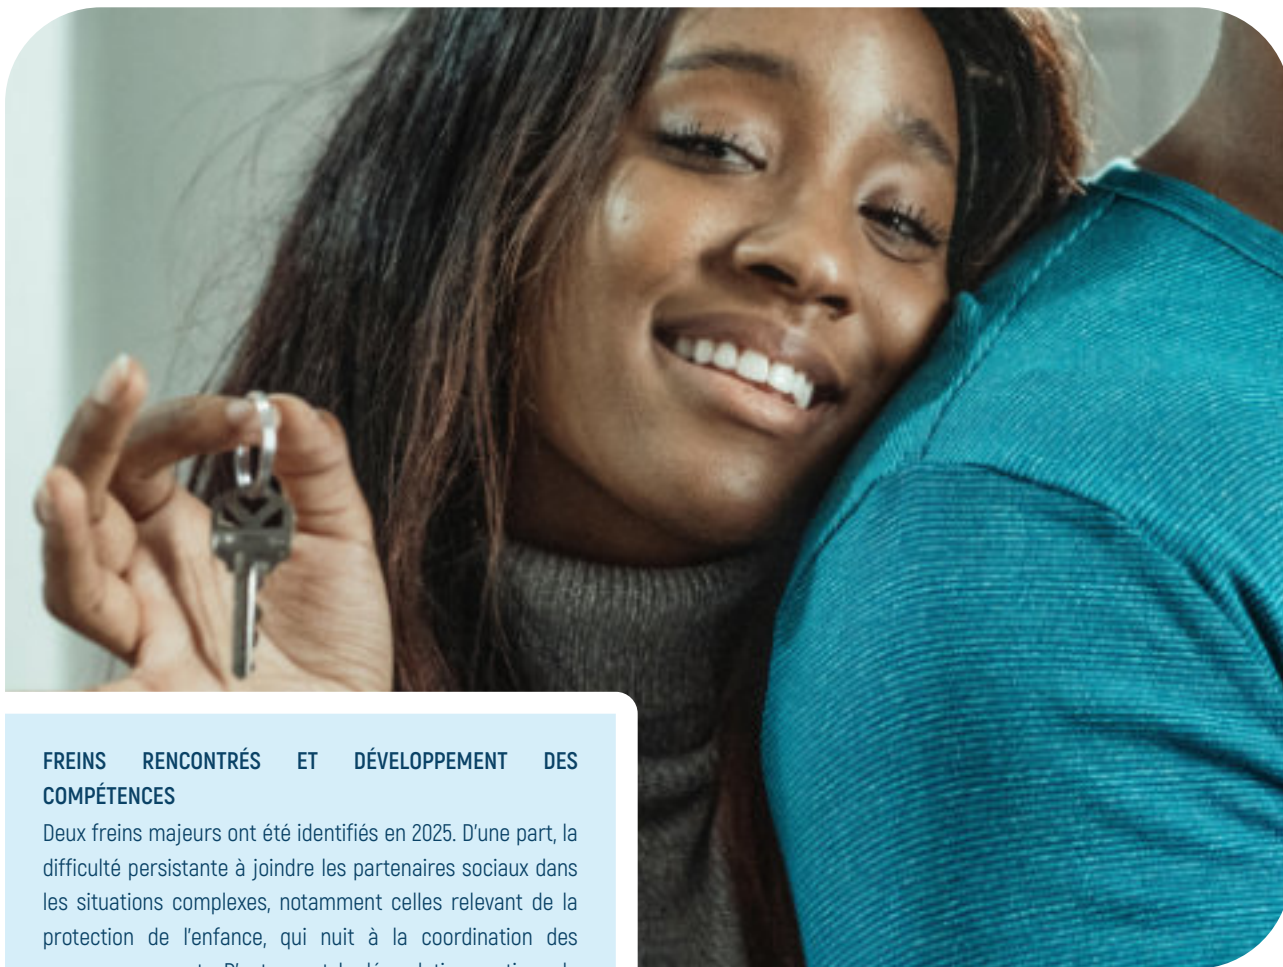 FREINS RENCONTRÉS ET DÉVELOPPEMENT DES
COMPÉTENCES
Deux freins majeurs ont été identifiés en 2025. D'une part, la
difficulté persistante à joindre les partenaires sociaux dans
les situations complexes, notamment celles relevant de la
protection de l'enfance, qui nuit à la coordination des